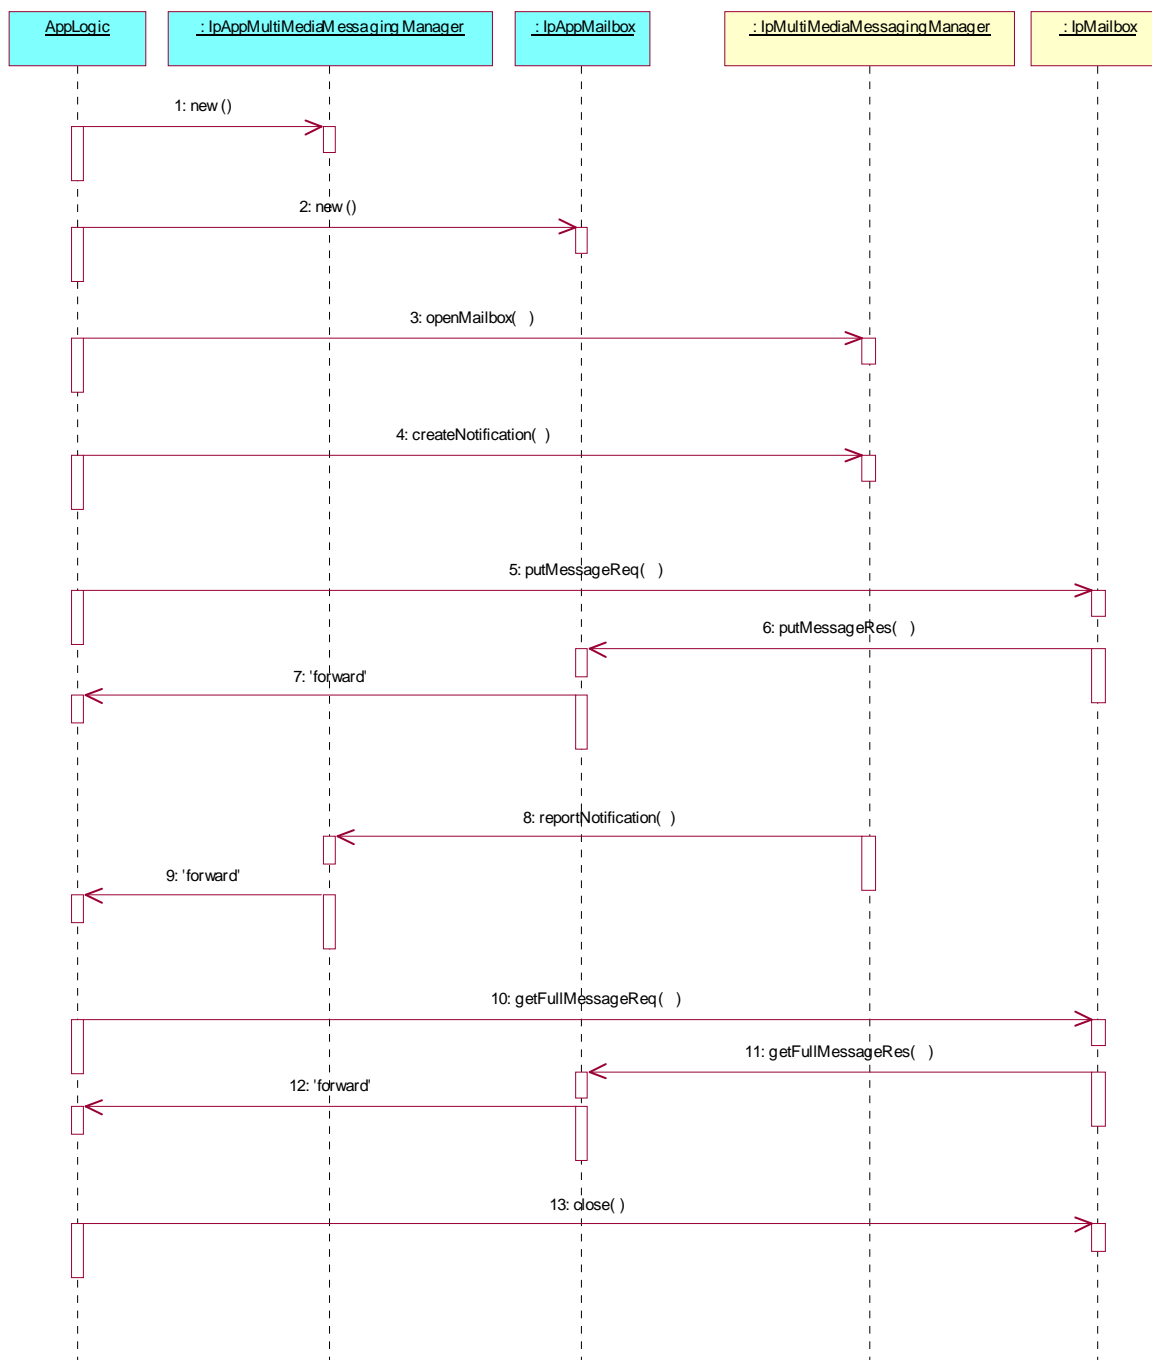 AppLogic
: IpAppMultiMediaMessagingManager
: IpAppMailbox
: IpMultiMediaMessagingManager
: IpMailbox
1: new()
2: new()
3: openMailbox(   )
4: createNotification(  )
5: putMessageReq(   )
6: putMessageRes(   )
7: 'forward'
8: reportNotification(  )
9: 'forward'
10: getFullMessageReq(   )
11: getFullMessageRes(   )
12: 'forward'
13: close( )